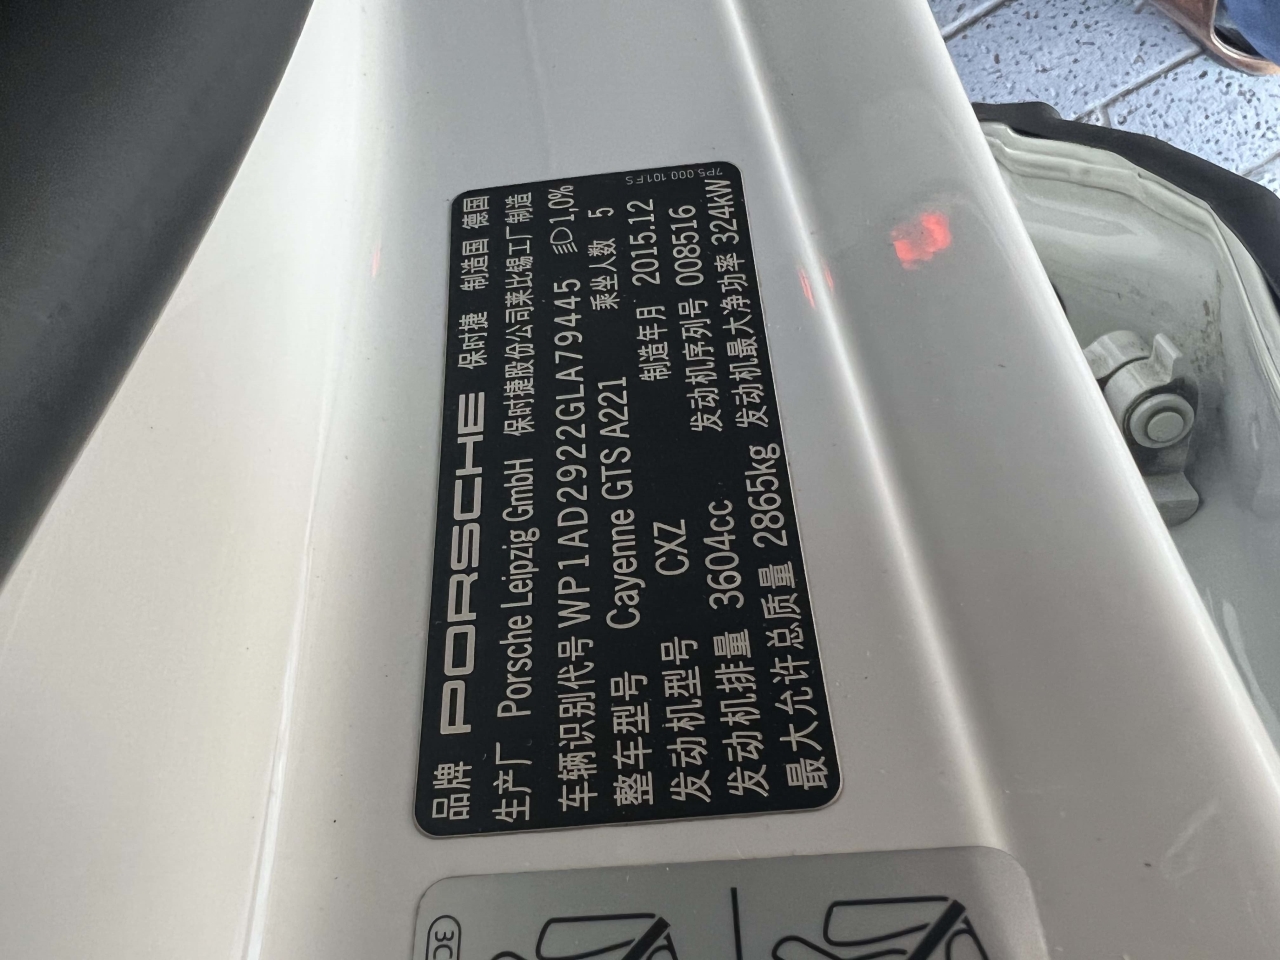 7P5.000.101.FS
品牌 PORSCHE 保时捷 制造国 德国
生产厂 Porsche Leipzig GmbH 保时捷股份公司莱比锡工厂制造
车辆识别代号 WP1AD2922GLA79445 1,0%
整车型号 Cayenne GTS A221 乘坐人数 5
发动机型号 CXZ 制造年月 2015.12
发动机排量 3604cc 发动机序列号 008516
最大允许总质量 2865kg 发动机最大净功率 324kW